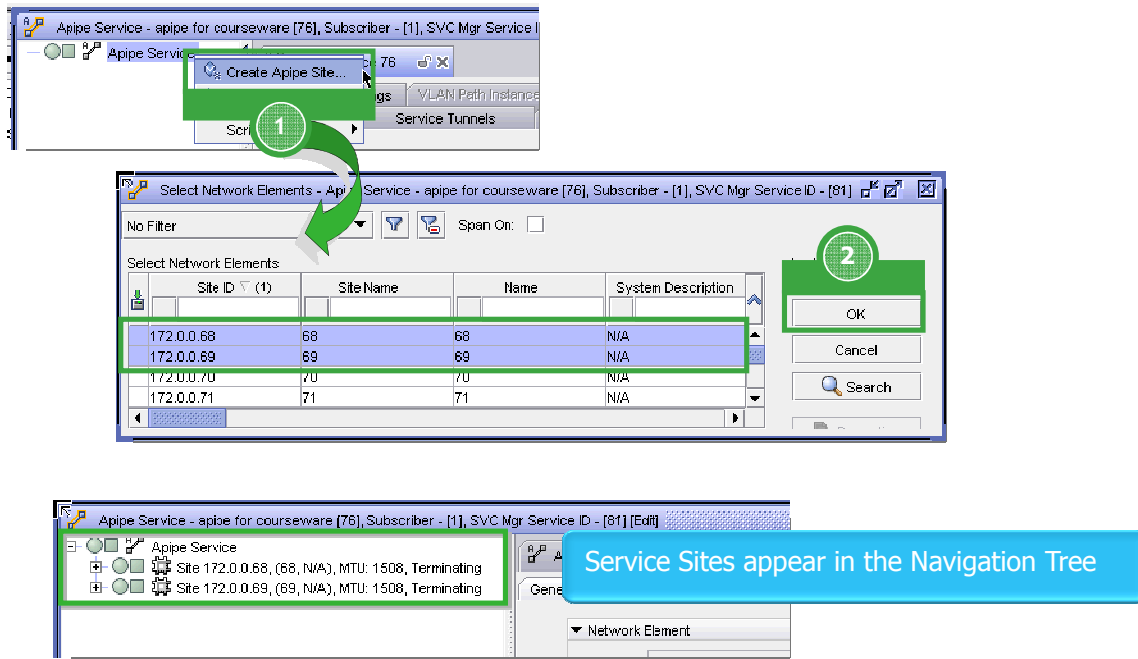 Apipe Service - apipe for courseware [76], Subscriber - [1], SVC Mgr Service I
Apipe Service
Create Apipe Site...
ce 76
gs
VLAN Path Instance
Service Tunnels
1
Select Network Elements - Apipe Service - apipe for courseware [76], Subscriber - [1], SVC Mgr Service ID - [81]
No Filter
Span On:
Select Network Elements
Site ID (1) Site Name Name System Description
172.0.0.68 68 68 N/A
172.0.0.69 69 69 N/A
172.0.0.70 70 70 N/A
172.0.0.71 71 71 N/A
2
OK
Cancel
Search
Apipe Service - apipe for courseware [76], Subscriber - [1], SVC Mgr Service ID - [81] [Edit]
Apipe Service
Site 172.0.0.68, (68, N/A), MTU: 1508, Terminating
Site 172.0.0.69, (69, N/A), MTU: 1508, Terminating
A
Gene
Network Element
Service Sites appear in the Navigation Tree